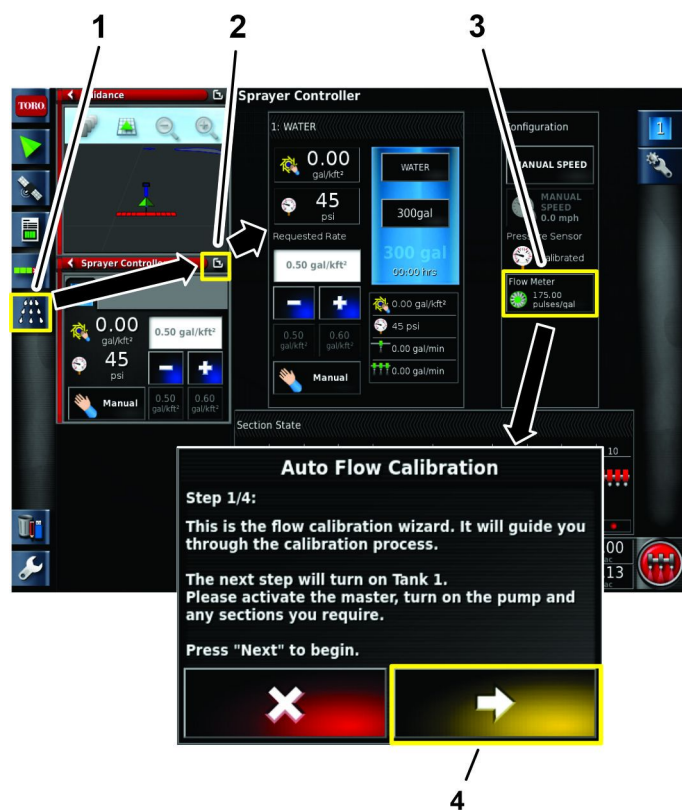 1
2
3
TORO.
Guidance
Sprayer Controller
1: WATER
0.00
gal/kft²
45
psi
Requested Rate
0.50 gal/kft²
0.50
gal/kft²
0.60
gal/kft²
Manual
WATER
300gal
300 gal
00:00 hrs
0.00 gal/kft²
45 psi
0.00 gal/min
0.00 gal/min
Configuration
MANUAL SPEED
MANUAL
SPEED
0.0 mph
Pressure Sensor
Calibrated
Flow Meter
175.00
pulses/gal
1
Sprayer Controller
0.00
gal/kft²
0.50 gal/kft²
45
psi
Manual
0.50
gal/kft²
0.60
gal/kft²
Section State
10
Auto Flow Calibration
Step 1/4:
This is the flow calibration wizard. It will guide you
through the calibration process.
The next step will turn on Tank 1.
Please activate the master, turn on the pump and
any sections you require.
Press "Next" to begin.
4